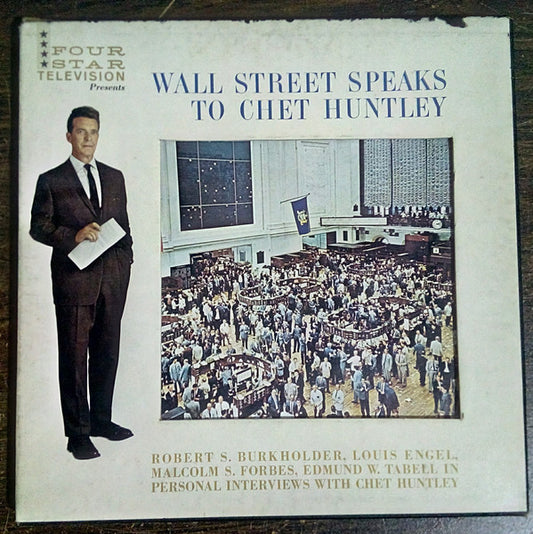 FOUR
STAR
TELEVISION
Presents
WALL STREET SPEAKS
TO CHET HUNTLEY
ROBERT S. BURKHOLDER, LOUIS ENGEL,
MALCOLM S. FORBES, EDMUND W. TABELL IN
PERSONAL INTERVIEWS WITH CHET HUNTLEY